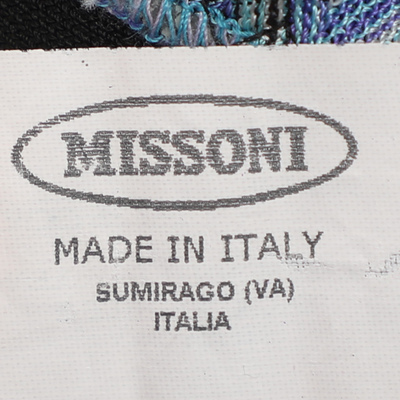 MISSONI
MADE IN ITALY
SUMIRAGO (VA)
ITALIA